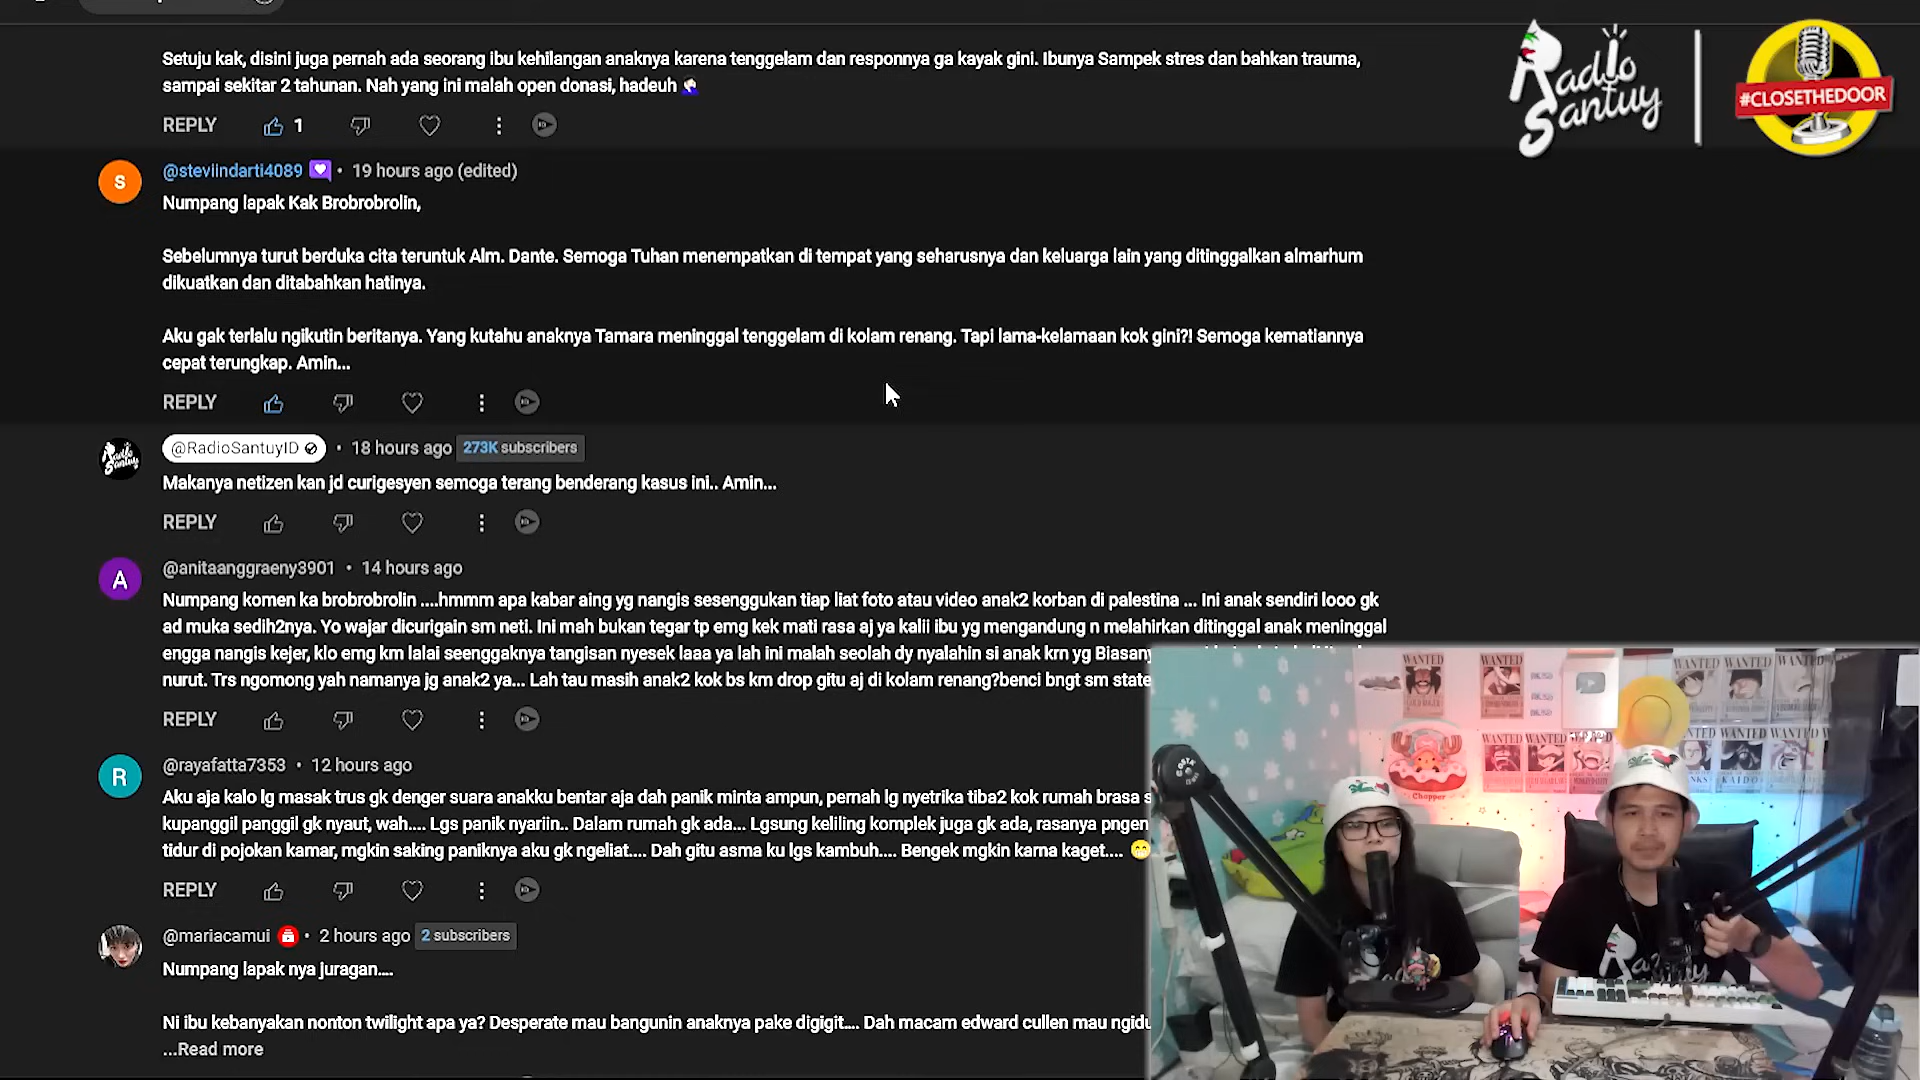 Setuju kak, disini juga pernah ada seorang ibu kehilangan anaknya karena tenggelam dan responnya ga kayak gini. Ibunya Sampek stres dan bahkan trauma,
sampai sekitar 2 tahunan. Nah yang ini malah open donasi, hadeuh
REPLY 1
Radio Santuy
#CLOSETHEDOOR
S
@steviindarti4089 • 19 hours ago (edited)
Numpang lapak Kak Brobrobrolin,
Sebelumnya turut berduka cita teruntuk Alm. Dante. Semoga Tuhan menempatkan di tempat yang seharusnya dan keluarga lain yang ditinggalkan almarhum
dikuatkan dan ditabahkan hatinya.
Aku gak terlalu ngikutin beritanya. Yang kutahu anaknya Tamara meninggal tenggelam di kolam renang. Tapi lama-kelamaan kok gini?! Semoga kematiannya
cepat terungkap. Amin...
REPLY
Radio Santuy
@RadioSantuyID • 18 hours ago 273K subscribers
Makanya netizen kan jd curigesyen semoga terang benderang kasus ini.. Amin...
REPLY
A
@anitaanggraeny3901 • 14 hours ago
Numpang komen ka brobrobrolin ....hmmm apa kabar aing yg nangis sesenggukan tiap liat foto atau video anak2 korban di palestina ... Ini anak sendiri looo gk
ad muka sedih2nya. Yo wajar dicurigain sm neti. Ini mah bukan tegar tp emg kek mati rasa aj ya kalii ibu yg mengandung n melahirkan ditinggal anak meninggal
engga nangis kejer, klo emg km lalai seenggaknya tangisan nyesek laaa ya lah ini malah seolah dy nyalahin si anak krn yg Biasany
nurut. Trs ngomong yah namanya jg anak2 ya... Lah tau masih anak2 kok bs km drop gitu aj di kolam renang?benci bngt sm state
REPLY
R
@rayafatta7353 • 12 hours ago
Aku aja kalo lg masak trus gk denger suara anakku bentar aja dah panik minta ampun, pernah lg nyetrika tiba2 kok rumah brasa s
kupanggil panggil gk nyaut, wah.... Lgs panik nyariin.. Dalam rumah gk ada... Lgsung keliling komplek juga gk ada, rasanya pngen
tidur di pojokan kamar, mgkin saking paniknya aku gk ngeliat.... Dah gitu asma ku lgs kambuh.... Bengek mgkin karna kaget....
REPLY
@mariacamui • 2 hours ago 2 subscribers
Numpang lapak nya juragan....
Ni ibu kebanyakan nonton twilight apa ya? Desperate mau bangunin anaknya pake digigit.... Dah macam edward cullen mau ngidu
...Read more
WANTED WANTED WANTED
WANTED WANTED WANTED
Chopper
KAIDO